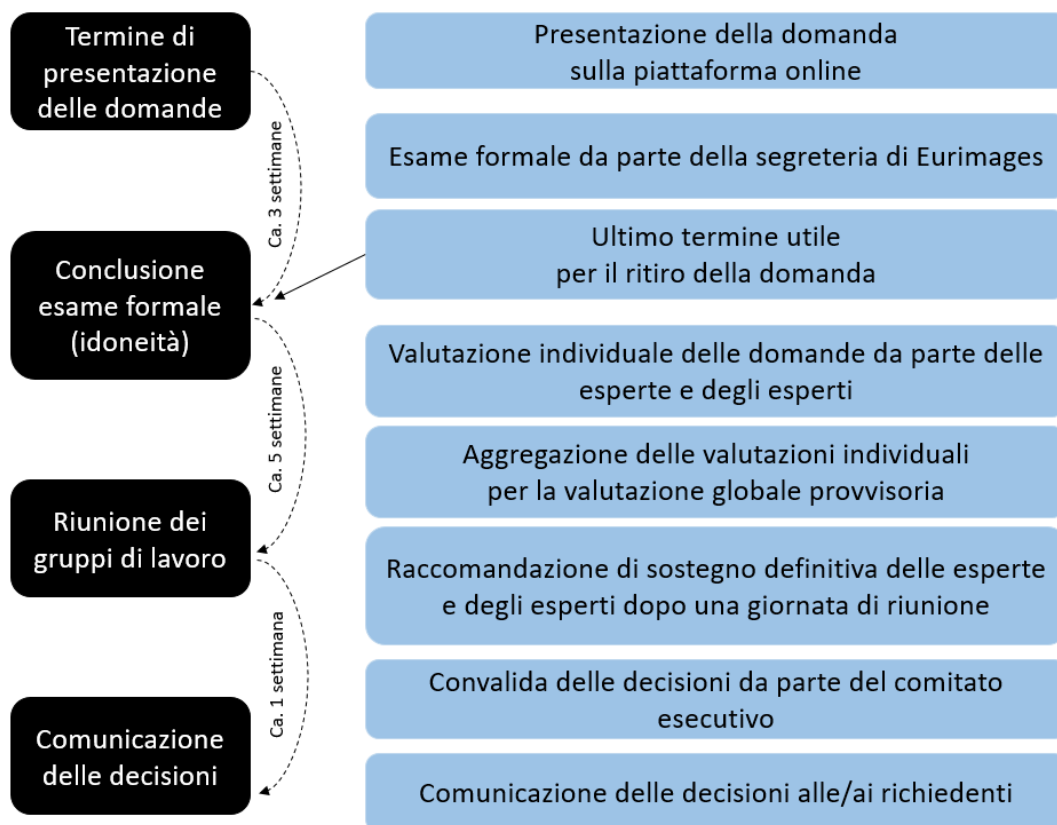 Termine di
presentazione
delle domande
Presentazione della domanda
sulla piattaforma online
Ca. 3 settimane
Esame formale da parte della segreteria di Eurimages
Ultimo termine utile
per il ritiro della domanda
Conclusione
esame formale
(idoneità)
Valutazione individuale delle domande da parte delle
esperte e degli esperti
Ca. 5 settimane
Aggregazione delle valutazioni individuali
per la valutazione globale provvisoria
Riunione dei
gruppi di lavoro
Raccomandazione di sostegno definitiva delle esperte
e degli esperti dopo una giornata di riunione
Ca. 1 settimana
Convalida delle decisioni da parte del comitato
esecutivo
Comunicazione
delle decisioni
Comunicazione delle decisioni alle/ai richiedenti